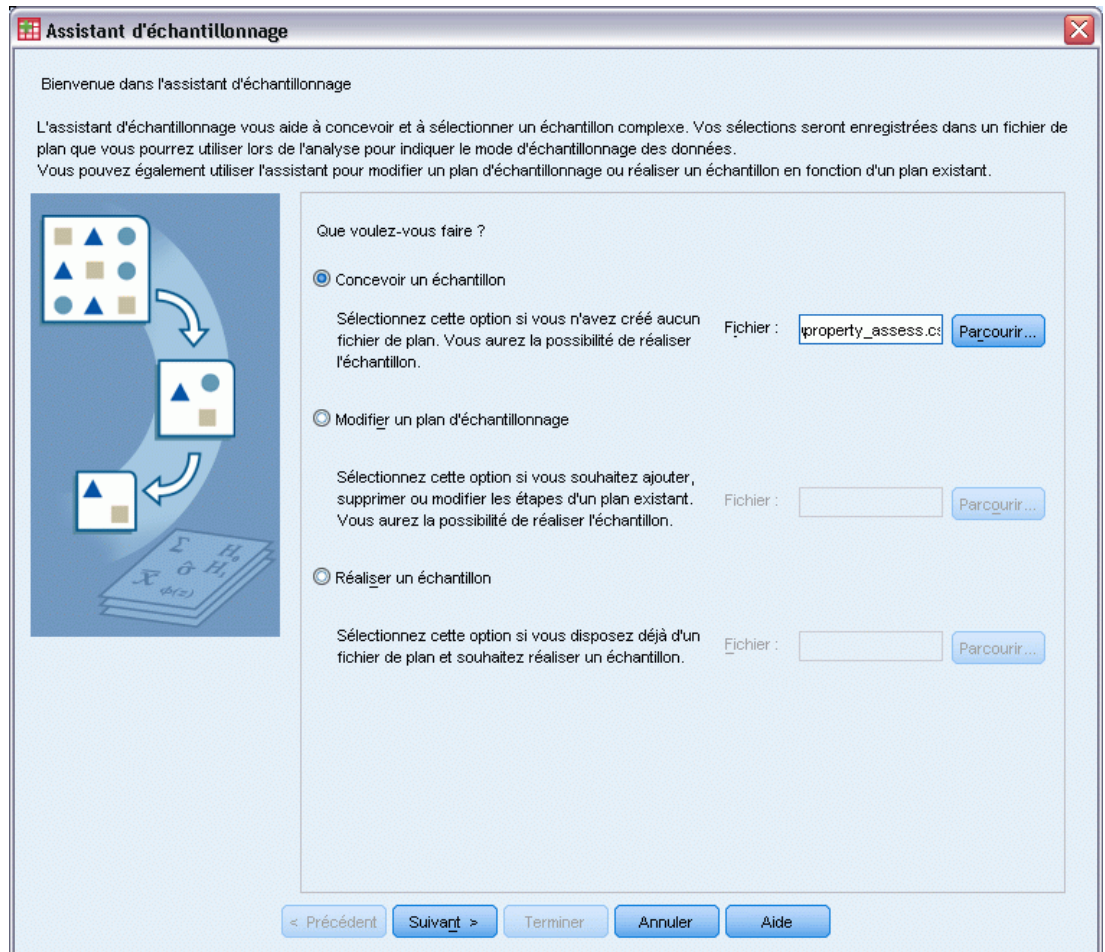 Assistant d'échantillonnage
Bienvenue dans l'assistant d'échantillonnage
L'assistant d'échantillonnage vous aide à concevoir et à sélectionner un échantillon complexe. Vos sélections seront enregistrées dans un fichier de
plan que vous pourrez utiliser lors de l'analyse pour indiquer le mode d'échantillonnage des données.
Vous pouvez également utiliser l'assistant pour modifier un plan d'échantillonnage ou réaliser un échantillon en fonction d'un plan existant.
Que voulez-vous faire ?
Concevoir un échantillon
Sélectionnez cette option si vous n'avez créé aucun
fichier de plan. Vous aurez la possibilité de réaliser
l'échantillon.
Fichier :
property_assess.cs
Parcourir...
Modifier un plan d'échantillonnage
Sélectionnez cette option si vous souhaitez ajouter,
supprimer ou modifier les étapes d'un plan existant.
Vous aurez la possibilité de réaliser l'échantillon.
Fichier :
Parcourir...
Réaliser un échantillon
Sélectionnez cette option si vous disposez déjà d'un
fichier de plan et souhaitez réaliser un échantillon.
Fichier :
Parcourir...
Σ H₀
X̄ σ̂ H₁
ϕ(z)
< Précédent
Suivant >
Terminer
Annuler
Aide